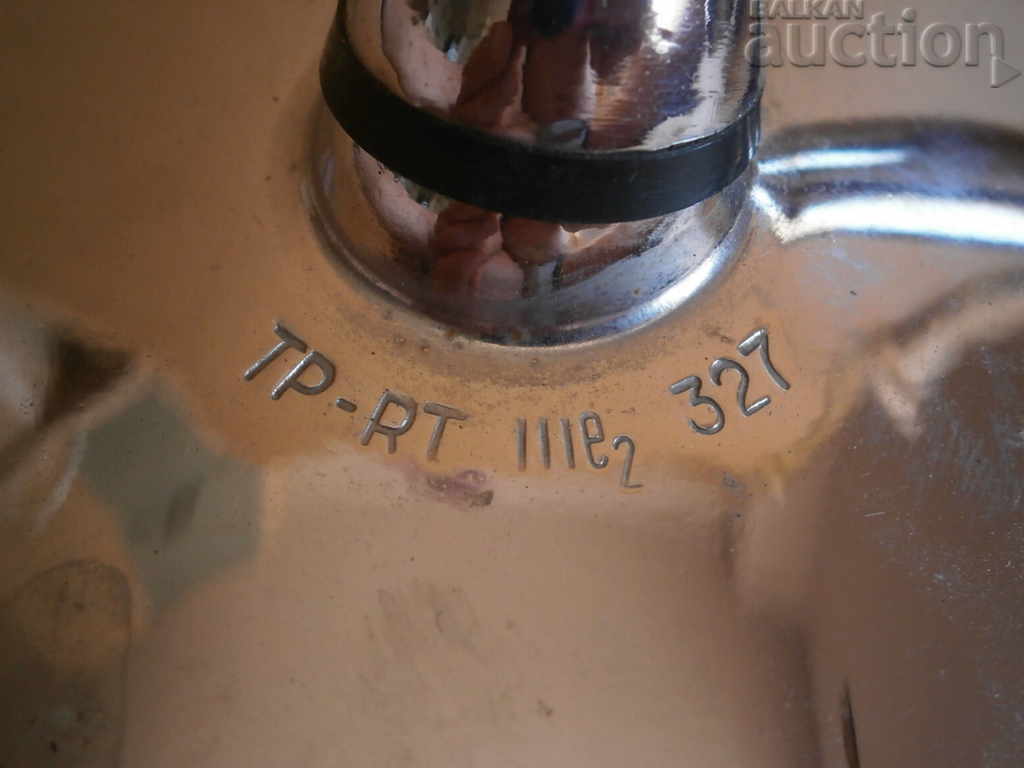 BALKAN
auction
TP-RT IIIe2 327